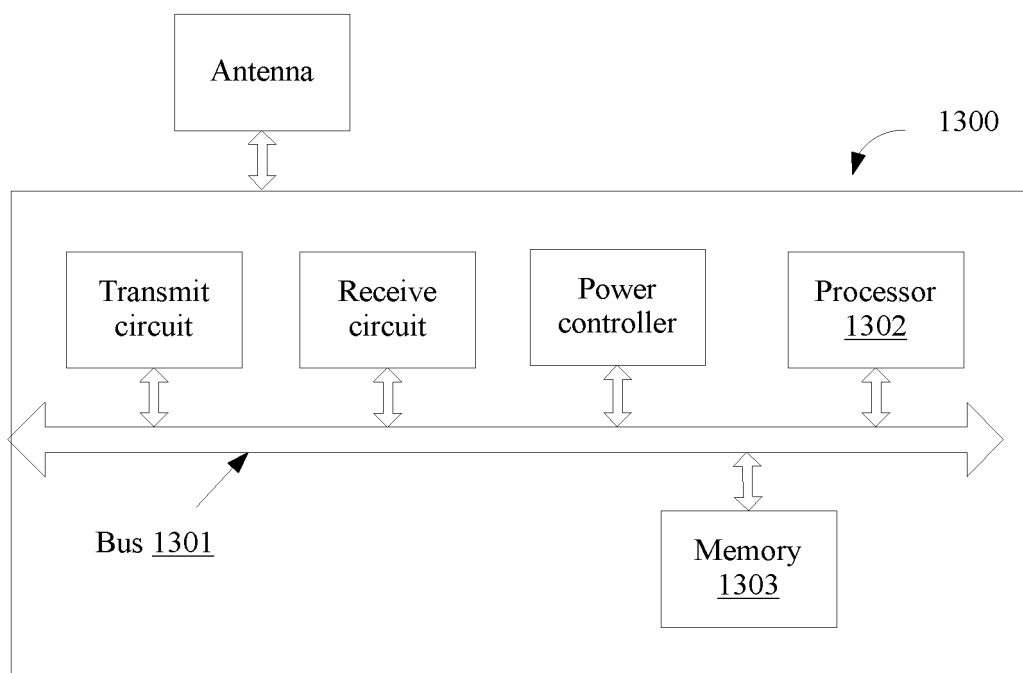 Antenna
1300
Transmit
circuit
Receive
circuit
Power
controller
Processor
1302
Bus 1301
Memory
1303